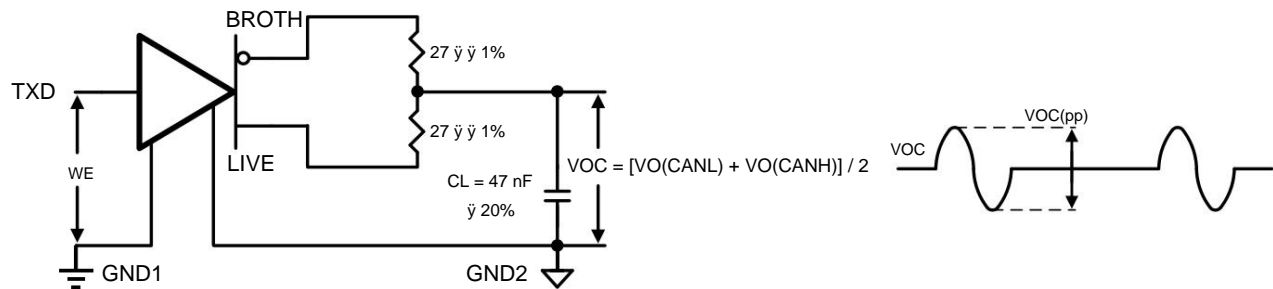 BROTH
27 ÿ ÿ 1%
TXD
27 ÿ ÿ 1%
WE
LIVE
CL = 47 nF
ÿ 20%
VOC = [VO(CANL) + VO(CANH)] / 2
GND1
GND2
VOC(pp)
VOC